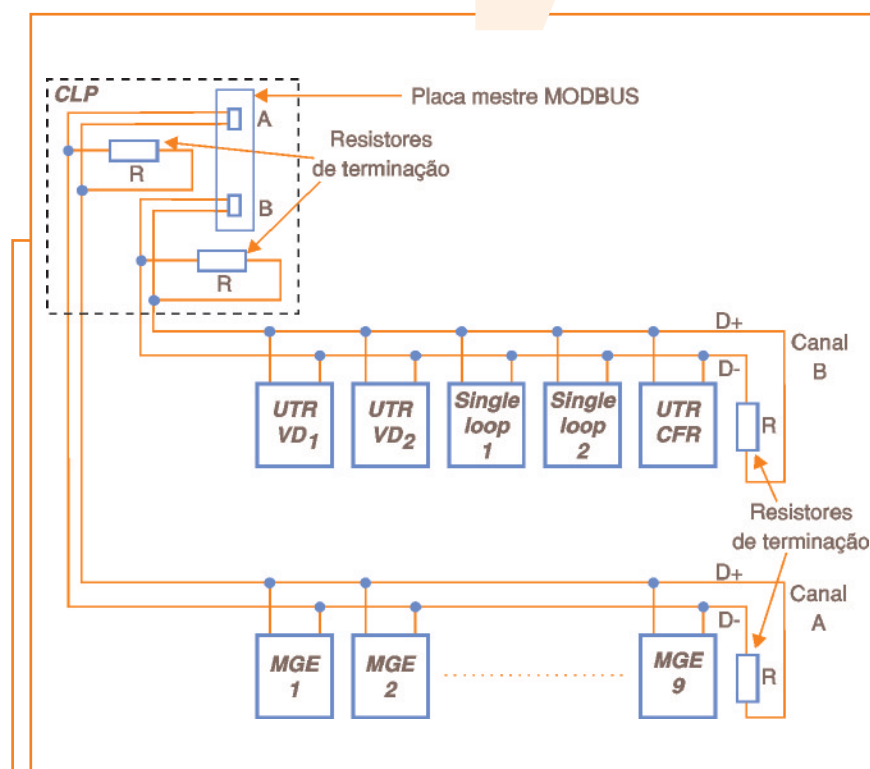 CLP
Placa mestre MODBUS
A
Resistores
de terminação
R
B
R
D+
Canal
B
D-
UTR
VD1
UTR
VD2
Single
loop
1
Single
loop
2
UTR
CFR
R
Resistores
de terminação
D+
Canal
A
D-
MGE
1
MGE
2
MGE
9
R